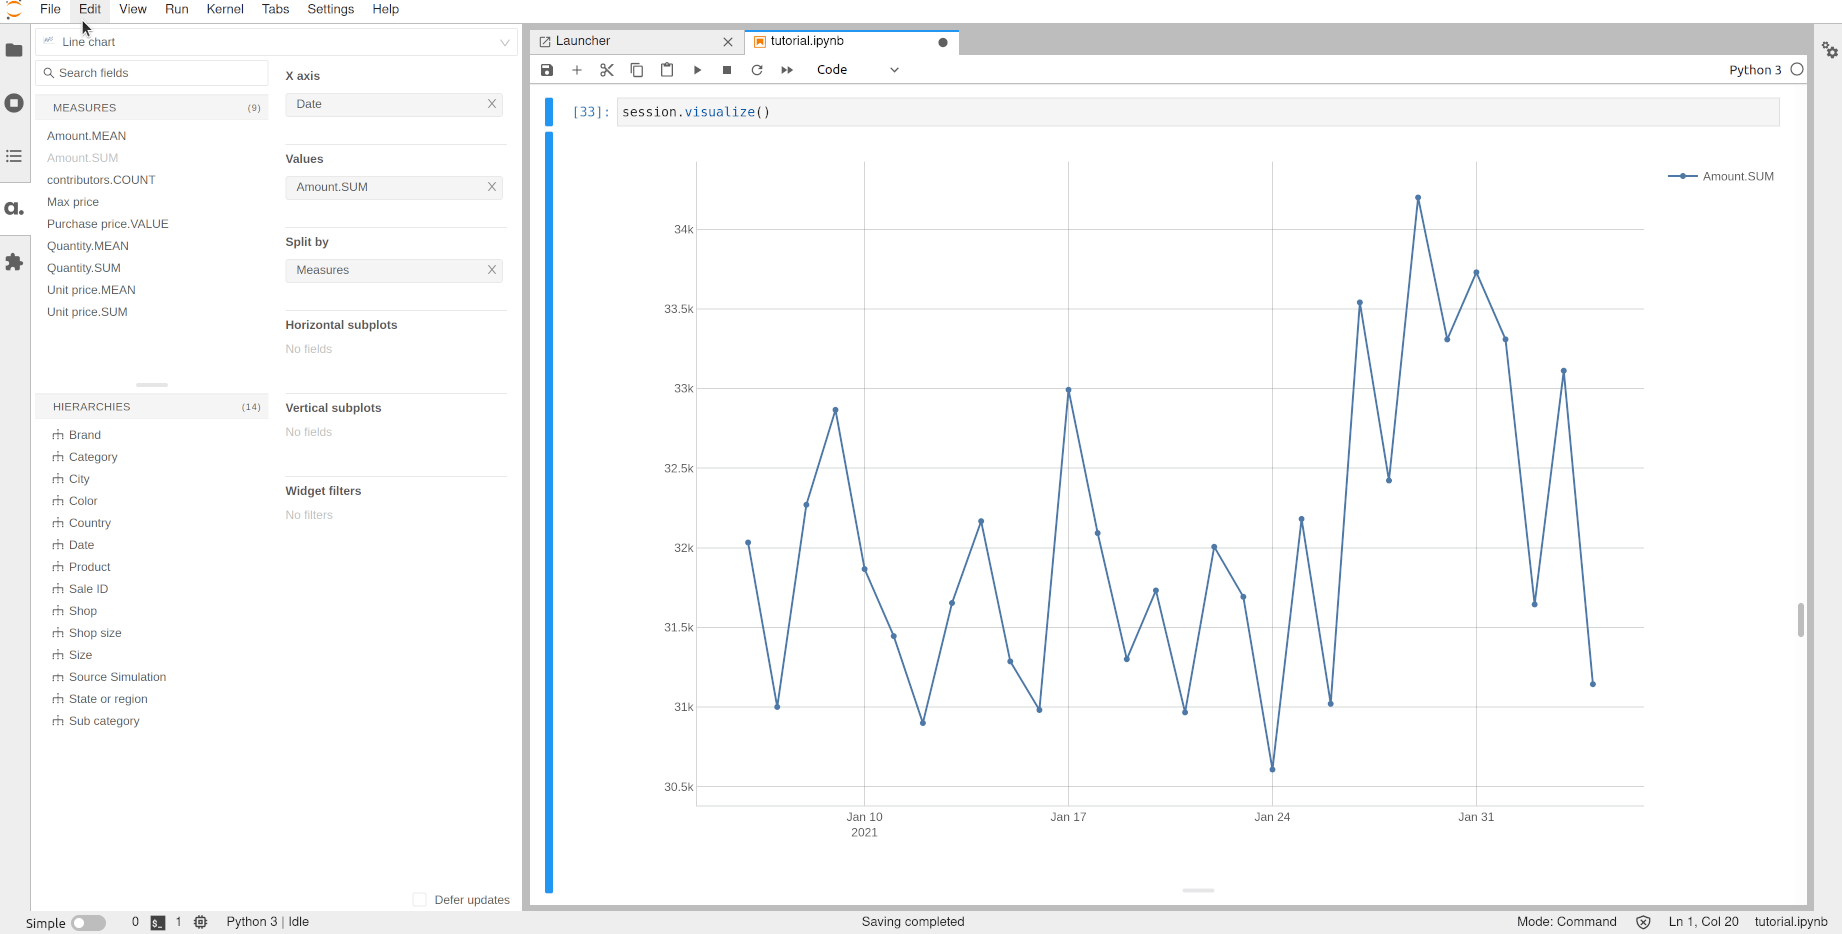 File Edit View Run Kernel Tabs Settings Help
Line chart
Search fields
MEASURES (9)
Amount.MEAN
Amount.SUM
contributors.COUNT
Max price
Purchase price.VALUE
Quantity.MEAN
Quantity.SUM
Unit price.MEAN
Unit price.SUM
HIERARCHIES (14)
Brand
Category
City
Color
Country
Date
Product
Sale ID
Shop
Shop size
Size
Source Simulation
State or region
Sub category
X axis
Date
Values
Amount.SUM
Split by
Measures
Horizontal subplots
No fields
Vertical subplots
No fields
Widget filters
No filters
Defer updates
a.
Launcher tutorial.ipynb
Code Python 3
[33]: session.visualize()
Amount.SUM
34k
33.5k
33k
32.5k
32k
31.5k
31k
30.5k
Jan 10 Jan 17 Jan 24 Jan 31
2021
Simple 0 $_ 1 Python 3 | Idle Saving completed Mode: Command Ln 1, Col 20 tutorial.ipynb